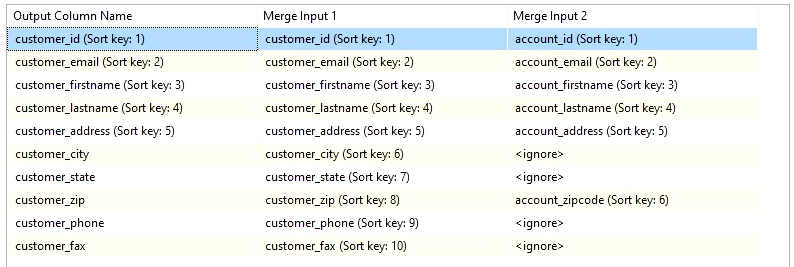 Output Column Name Merge Input 1 Merge Input 2
customer_id (Sort key: 1) customer_id (Sort key: 1) account_id (Sort key: 1)
customer_email (Sort key: 2) customer_email (Sort key: 2) account_email (Sort key: 2)
customer_firstname (Sort key: 3) customer_firstname (Sort key: 3) account_firstname (Sort key: 3)
customer_lastname (Sort key: 4) customer_lastname (Sort key: 4) account_lastname (Sort key: 4)
customer_address (Sort key: 5) customer_address (Sort key: 5) account_address (Sort key: 5)
customer_city customer_city (Sort key: 6) <ignore>
customer_state customer_state (Sort key: 7) <ignore>
customer_zip customer_zip (Sort key: 8) account_zipcode (Sort key: 6)
customer_phone customer_phone (Sort key: 9) <ignore>
customer_fax customer_fax (Sort key: 10) <ignore>